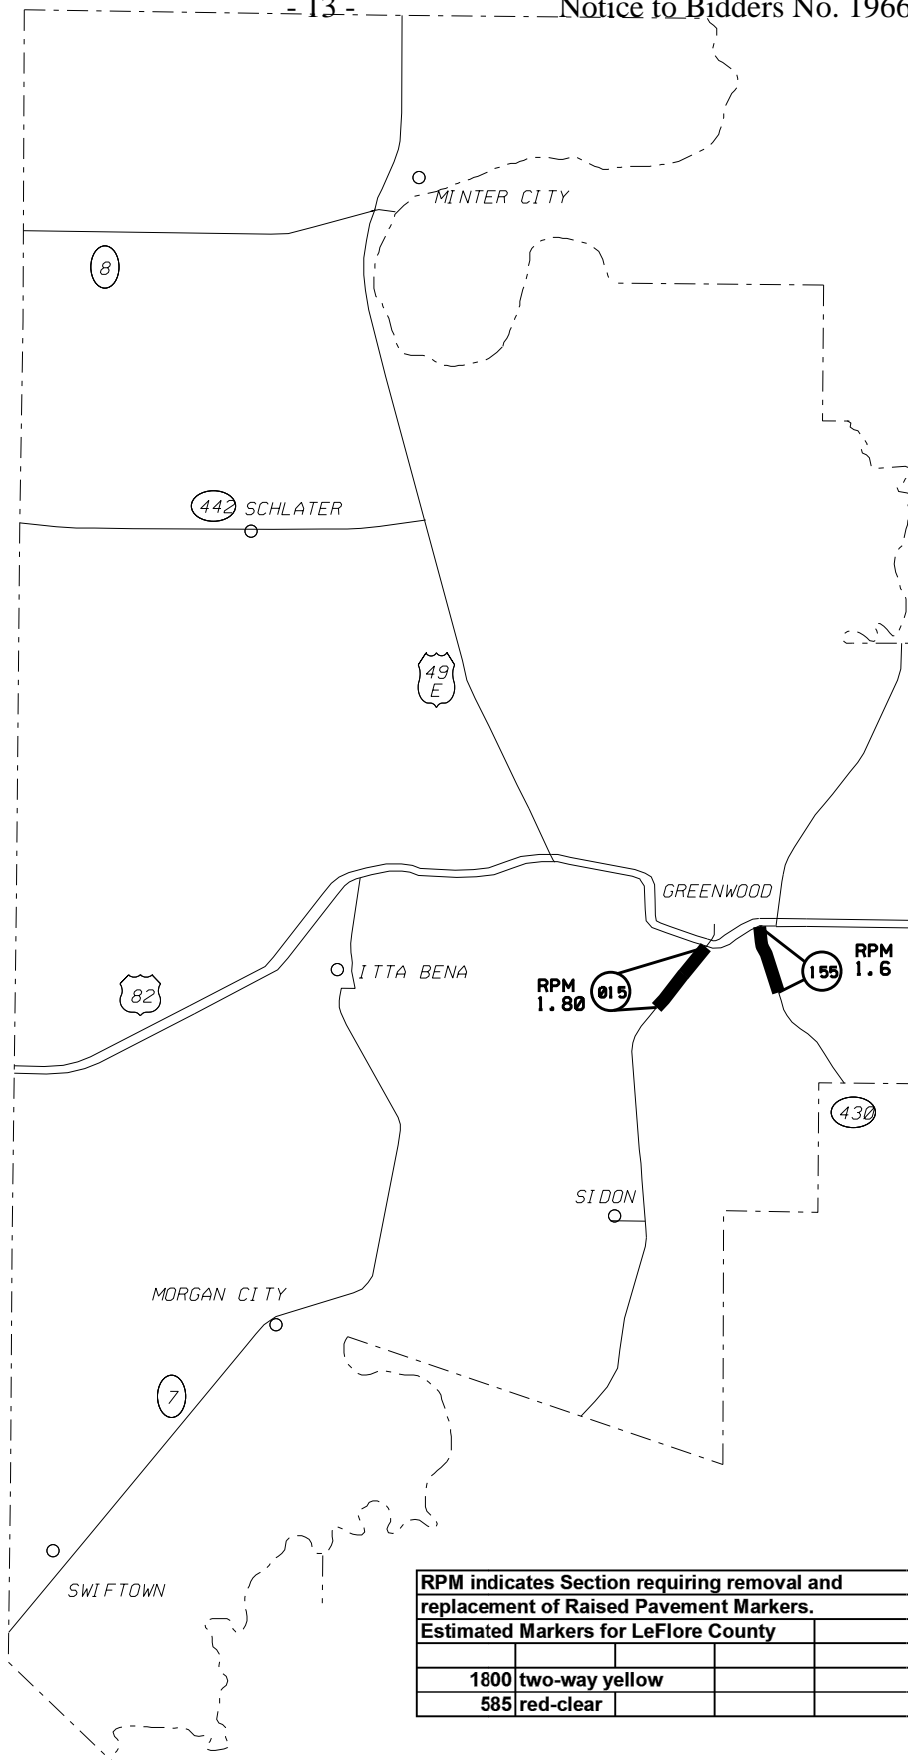 - 13 -
Notice to Bidders No. 1966
MINTER CITY
8
442 SCHLATER
49
E
GREENWOOD
ITTA BENA
82
RPM
1.80
015
155
RPM
1.6
430
SIDON
MORGAN CITY
7
SWIFTOWN
RPM indicates Section requiring removal and
replacement of Raised Pavement Markers.
Estimated Markers for LeFlore County
1800 two-way yellow
585 red-clear